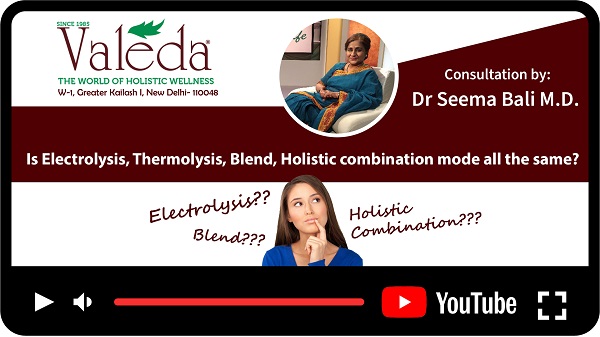 SINCE 1985
Valeda®
THE WORLD OF HOLISTIC WELLNESS
W-1, Greater Kailash I, New Delhi- 110048
Consultation by:
Dr Seema Bali M.D.
Is Electrolysis, Thermolysis, Blend, Holistic combination mode all the same?
Electrolysis??
Blend???
Holistic
Combination???
YouTube